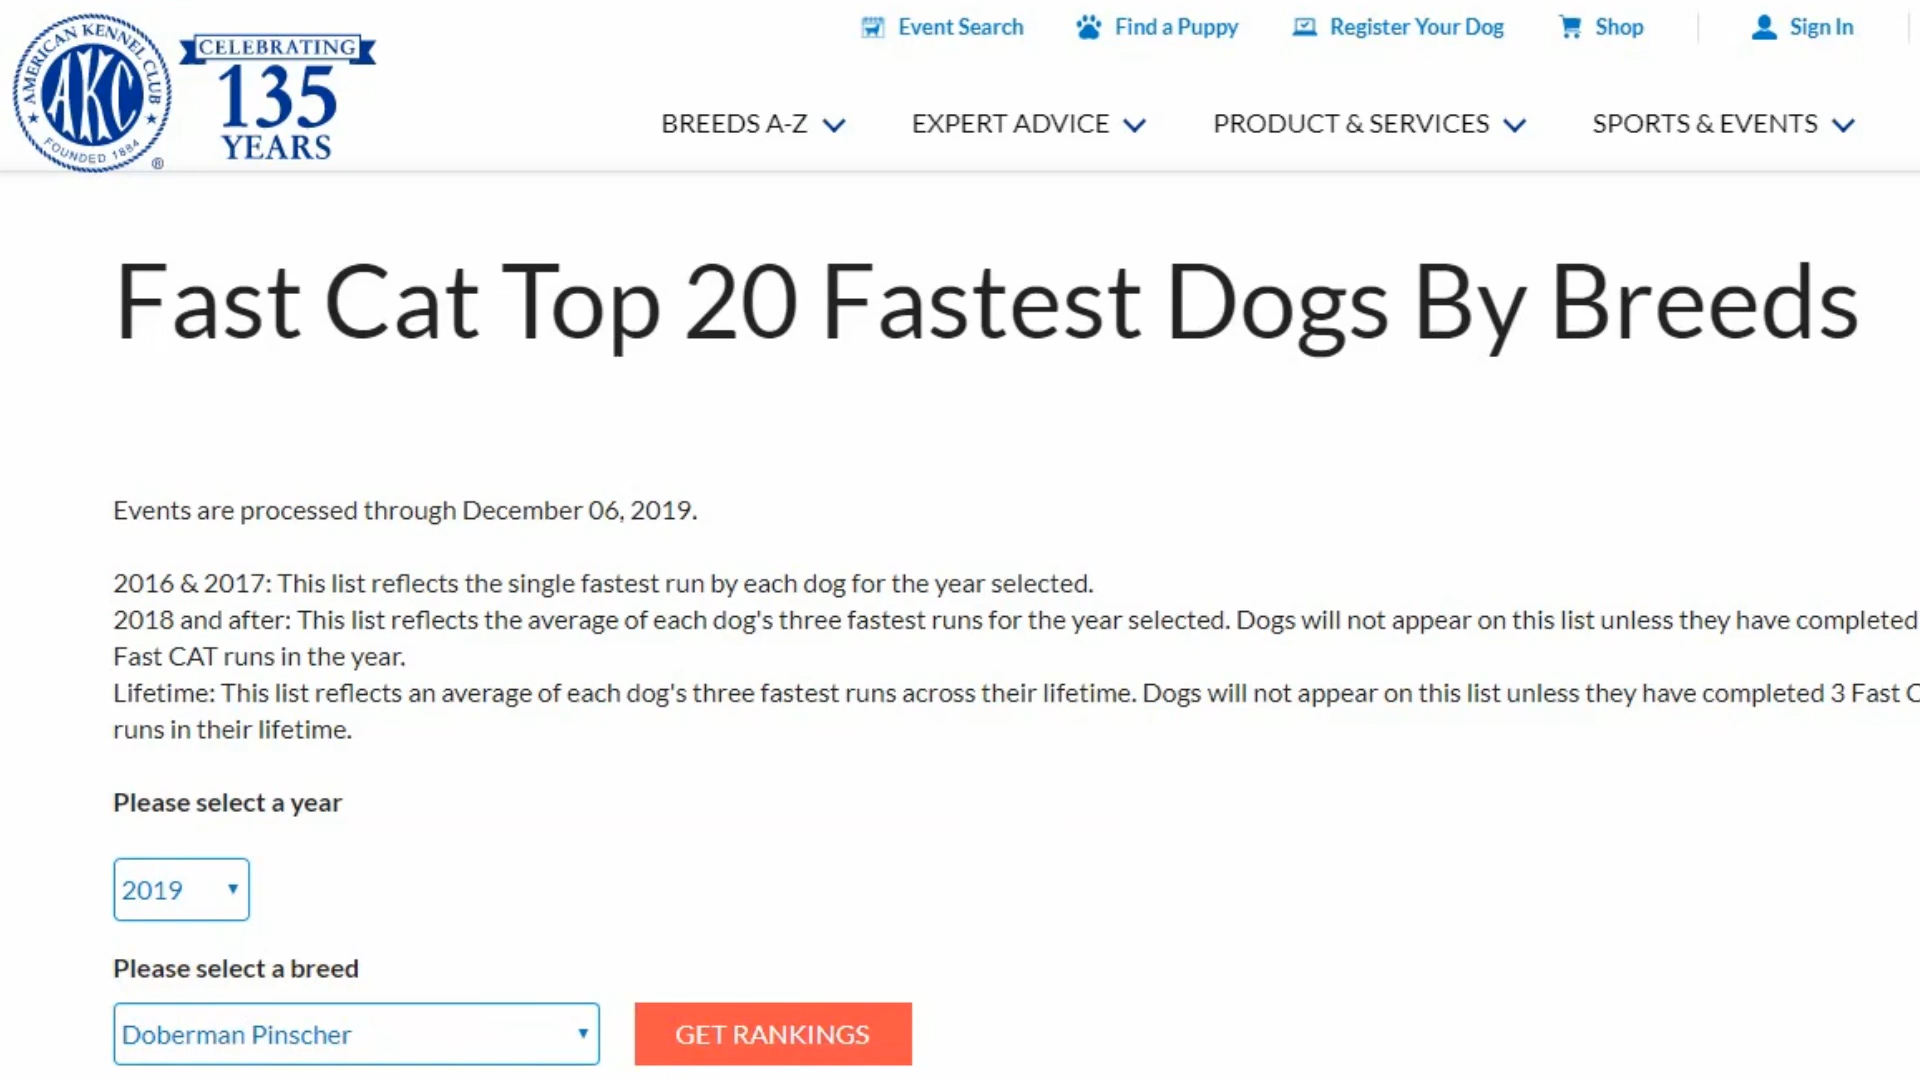 AMERICAN KENNEL CLUB
AKC
FOUNDED 1884
®
CELEBRATING
135
YEARS
Event Search
Find a Puppy
Register Your Dog
Shop
Sign In
BREEDS A-Z
EXPERT ADVICE
PRODUCT & SERVICES
SPORTS & EVENTS
Fast Cat Top 20 Fastest Dogs By Breeds
Events are processed through December 06, 2019.
2016 & 2017: This list reflects the single fastest run by each dog for the year selected.
2018 and after: This list reflects the average of each dog's three fastest runs for the year selected. Dogs will not appear on this list unless they have completed
Fast CAT runs in the year.
Lifetime: This list reflects an average of each dog's three fastest runs across their lifetime. Dogs will not appear on this list unless they have completed 3 Fast C
runs in their lifetime.
Please select a year
2019
Please select a breed
Doberman Pinscher
GET RANKINGS